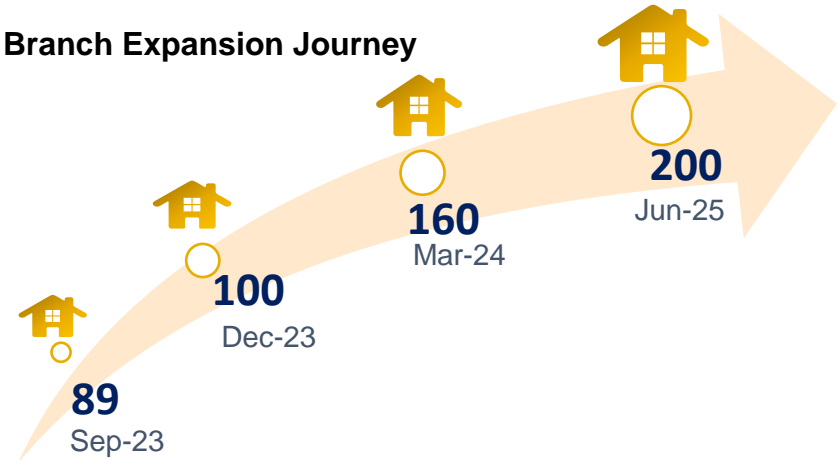 Branch Expansion Journey
89
Sep-23
100
Dec-23
160
Mar-24
200
Jun-25